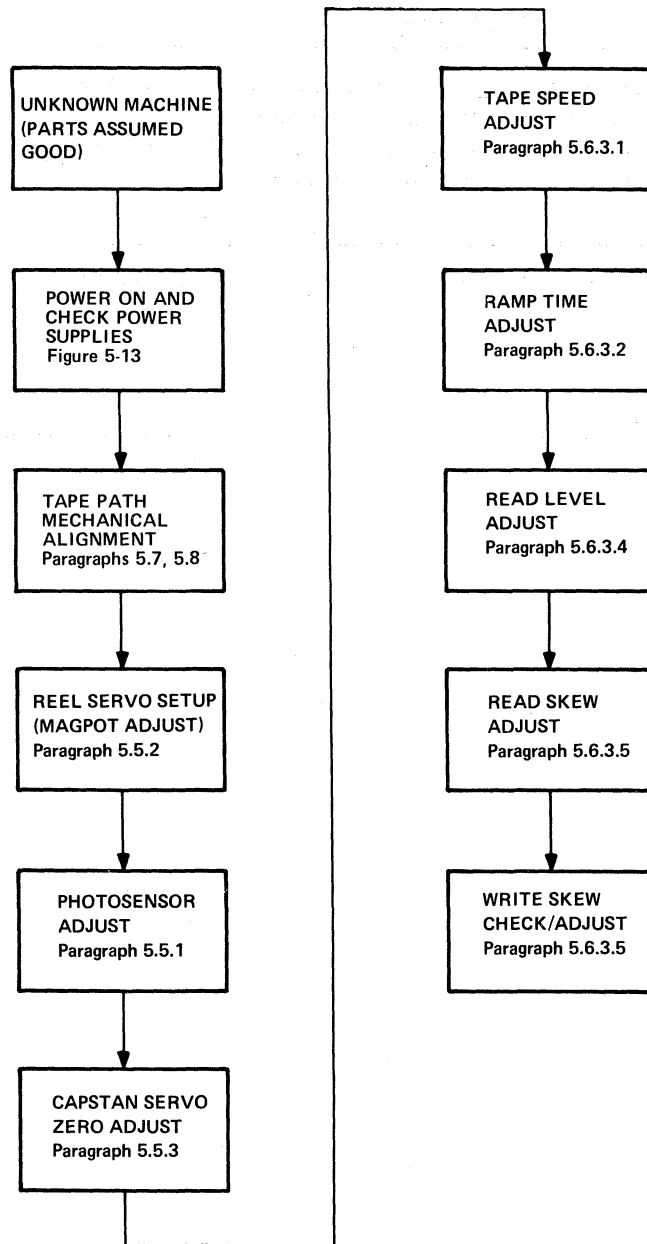 UNKNOWN MACHINE
(PARTS ASSUMED
GOOD)
POWER ON AND
CHECK POWER
SUPPLIES
Figure 5-13
TAPE PATH
MECHANICAL
ALIGNMENT
Paragraphs 5.7, 5.8
REEL SERVO SETUP
(MAGPOT ADJUST)
Paragraph 5.5.2
PHOTOSENSOR
ADJUST
Paragraph 5.5.1
CAPSTAN SERVO
ZERO ADJUST
Paragraph 5.5.3
TAPE SPEED
ADJUST
Paragraph 5.6.3.1
RAMP TIME
ADJUST
Paragraph 5.6.3.2
READ LEVEL
ADJUST
Paragraph 5.6.3.4
READ SKEW
ADJUST
Paragraph 5.6.3.5
WRITE SKEW
CHECK/ADJUST
Paragraph 5.6.3.5